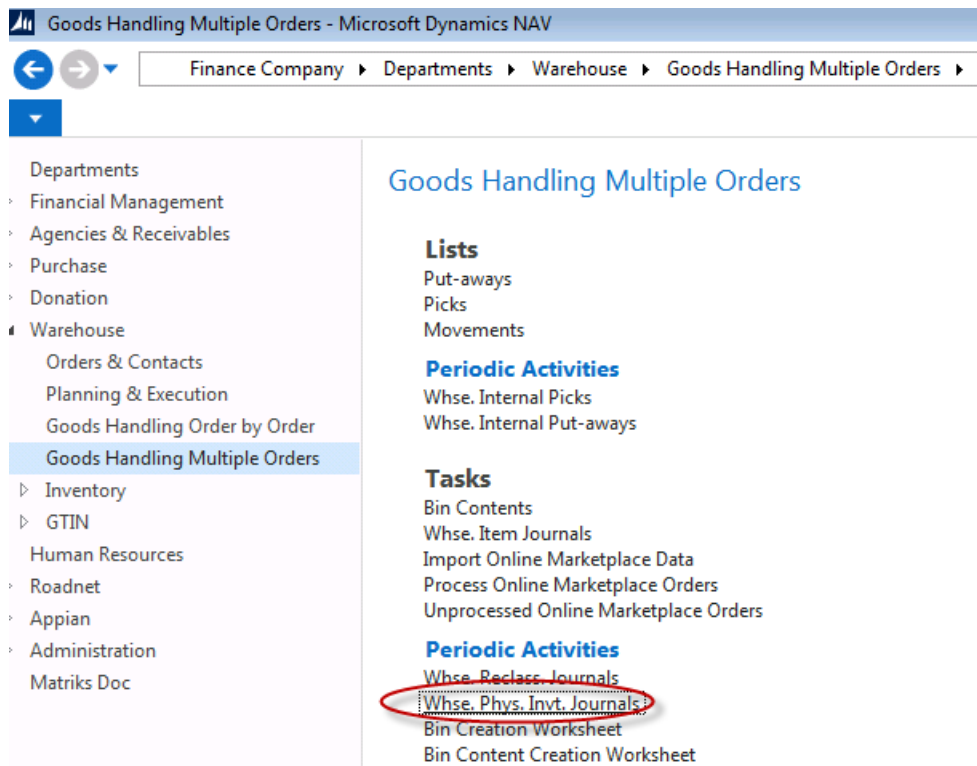 Goods Handling Multiple Orders - Microsoft Dynamics NAV
Finance Company Departments Warehouse Goods Handling Multiple Orders
Departments
Financial Management
Agencies & Receivables
Purchase
Donation
Warehouse
Orders & Contacts
Planning & Execution
Goods Handling Order by Order
Goods Handling Multiple Orders
Inventory
GTIN
Human Resources
Roadnet
Appian
Administration
Matriks Doc
Goods Handling Multiple Orders
Lists
Put-aways
Picks
Movements
Periodic Activities
Whse. Internal Picks
Whse. Internal Put-aways
Tasks
Bin Contents
Whse. Item Journals
Import Online Marketplace Data
Process Online Marketplace Orders
Unprocessed Online Marketplace Orders
Periodic Activities
Whse. Reclass. Journals
Whse. Phys. Invt. Journals
Bin Creation Worksheet
Bin Content Creation Worksheet